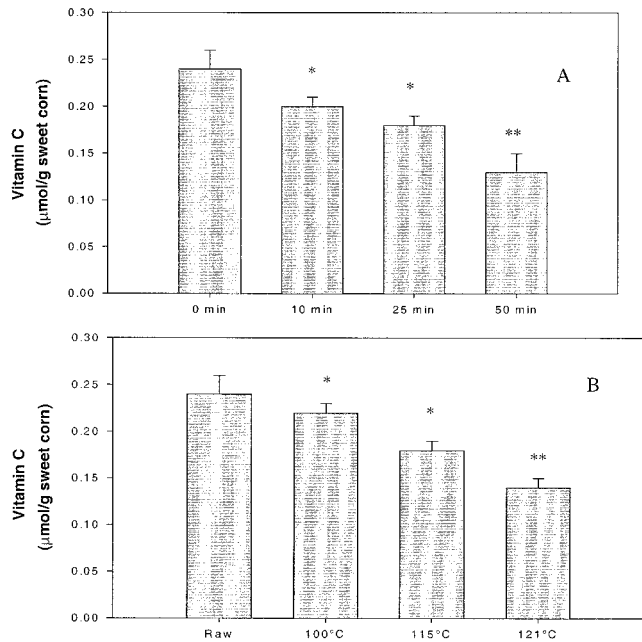 0.30
A
*
*
**
0.25
0.20
0.15
0.10
0.05
0.00
Vitamin C
(μmol/g sweet corn)
0 min
10 min
25 min
50 min
0.30
B
*
*
**
0.25
0.20
0.15
0.10
0.05
0.00
Vitamin C
(μmol/g sweet corn)
Raw
100°C
115°C
121°C